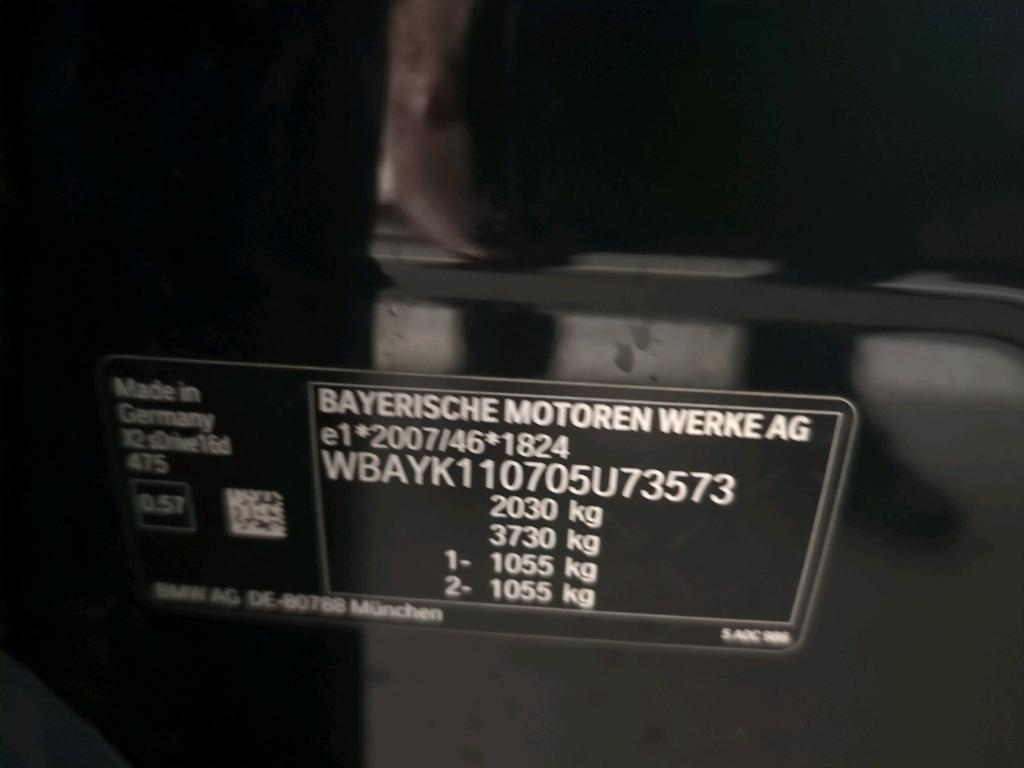 Made in
Germany
X2 sDrive16d
475
0.57
BAYERISCHE MOTOREN WERKE AG
e1*2007/46*1824
WBAYK110705U73573
2030 kg
3730 kg
1- 1055 kg
2- 1055 kg
BMW AG DE-80788 München